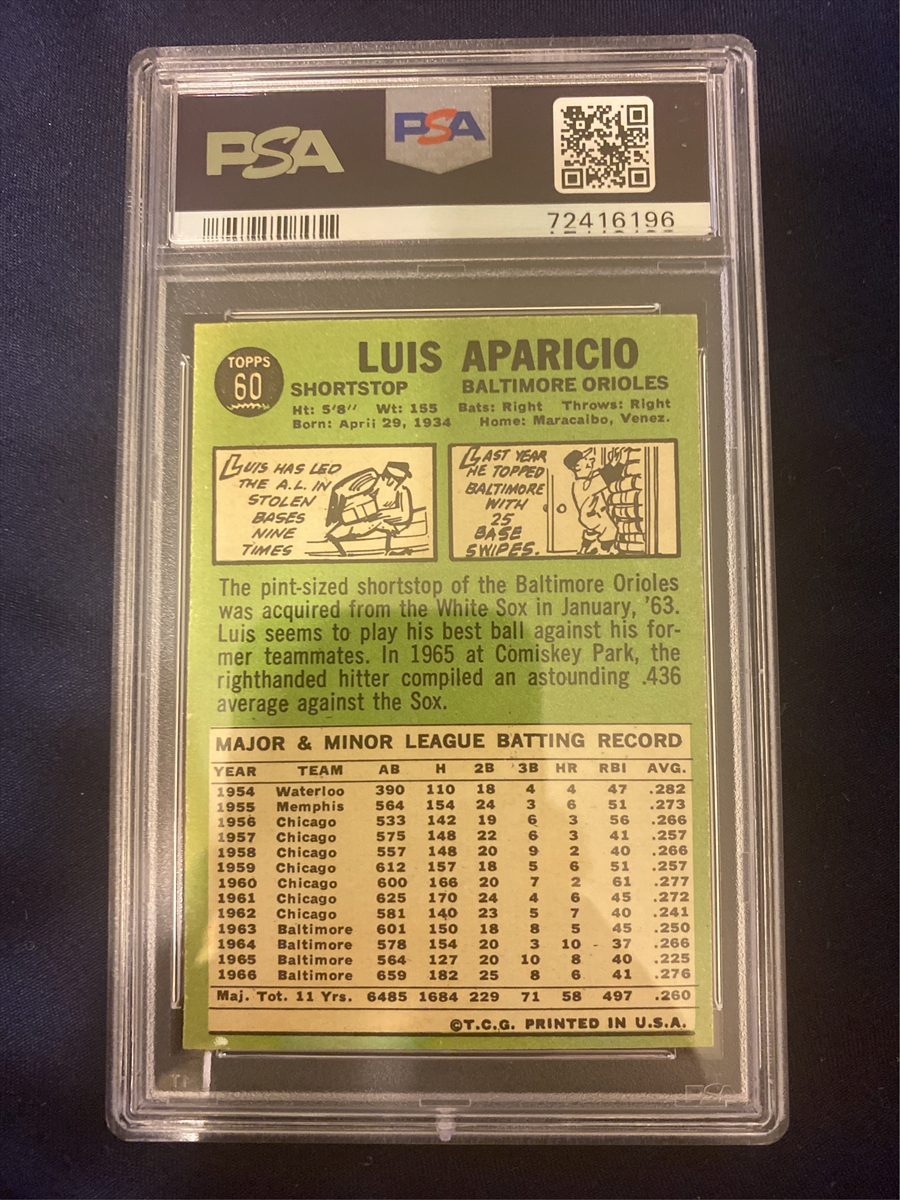 PSA
PSA
72416196
TOPPS
60
LUIS APARICIO
SHORTSTOP BALTIMORE ORIOLES
Ht: 5'8" Wt: 155 Bats: Right Throws: Right
Born: April 29, 1934 Home: Maracaibo, Venez.
LUIS HAS LED
THE A.L. IN
STOLEN
BASES
NINE
TIMES
LAST YEAR
HE TOPPED
BALTIMORE
WITH
25
BASE
SWIPES.
The pint-sized shortstop of the Baltimore Orioles
was acquired from the White Sox in January, '63.
Luis seems to play his best ball against his for-
mer teammates. In 1965 at Comiskey Park, the
righthanded hitter compiled an astounding .436
average against the Sox.
MAJOR & MINOR LEAGUE BATTING RECORD
YEAR TEAM AB H 2B 3B HR RBI AVG.
1954 Waterloo 390 110 18 4 4 47 .282
1955 Memphis 564 154 24 3 6 51 .273
1956 Chicago 533 142 19 6 3 56 .266
1957 Chicago 575 148 22 6 3 41 .257
1958 Chicago 557 148 20 9 2 40 .266
1959 Chicago 612 157 18 5 6 51 .257
1960 Chicago 600 166 20 7 2 61 .277
1961 Chicago 625 170 24 4 6 45 .272
1962 Chicago 581 140 23 5 7 40 .241
1963 Baltimore 601 150 18 8 5 45 .250
1964 Baltimore 578 154 20 3 10 37 .266
1965 Baltimore 564 127 20 10 8 40 .225
1966 Baltimore 659 182 25 8 6 41 .276
Maj. Tot. 11 Yrs. 6485 1684 229 71 58 497 .260
©T.C.G. PRINTED IN U.S.A.
PSA